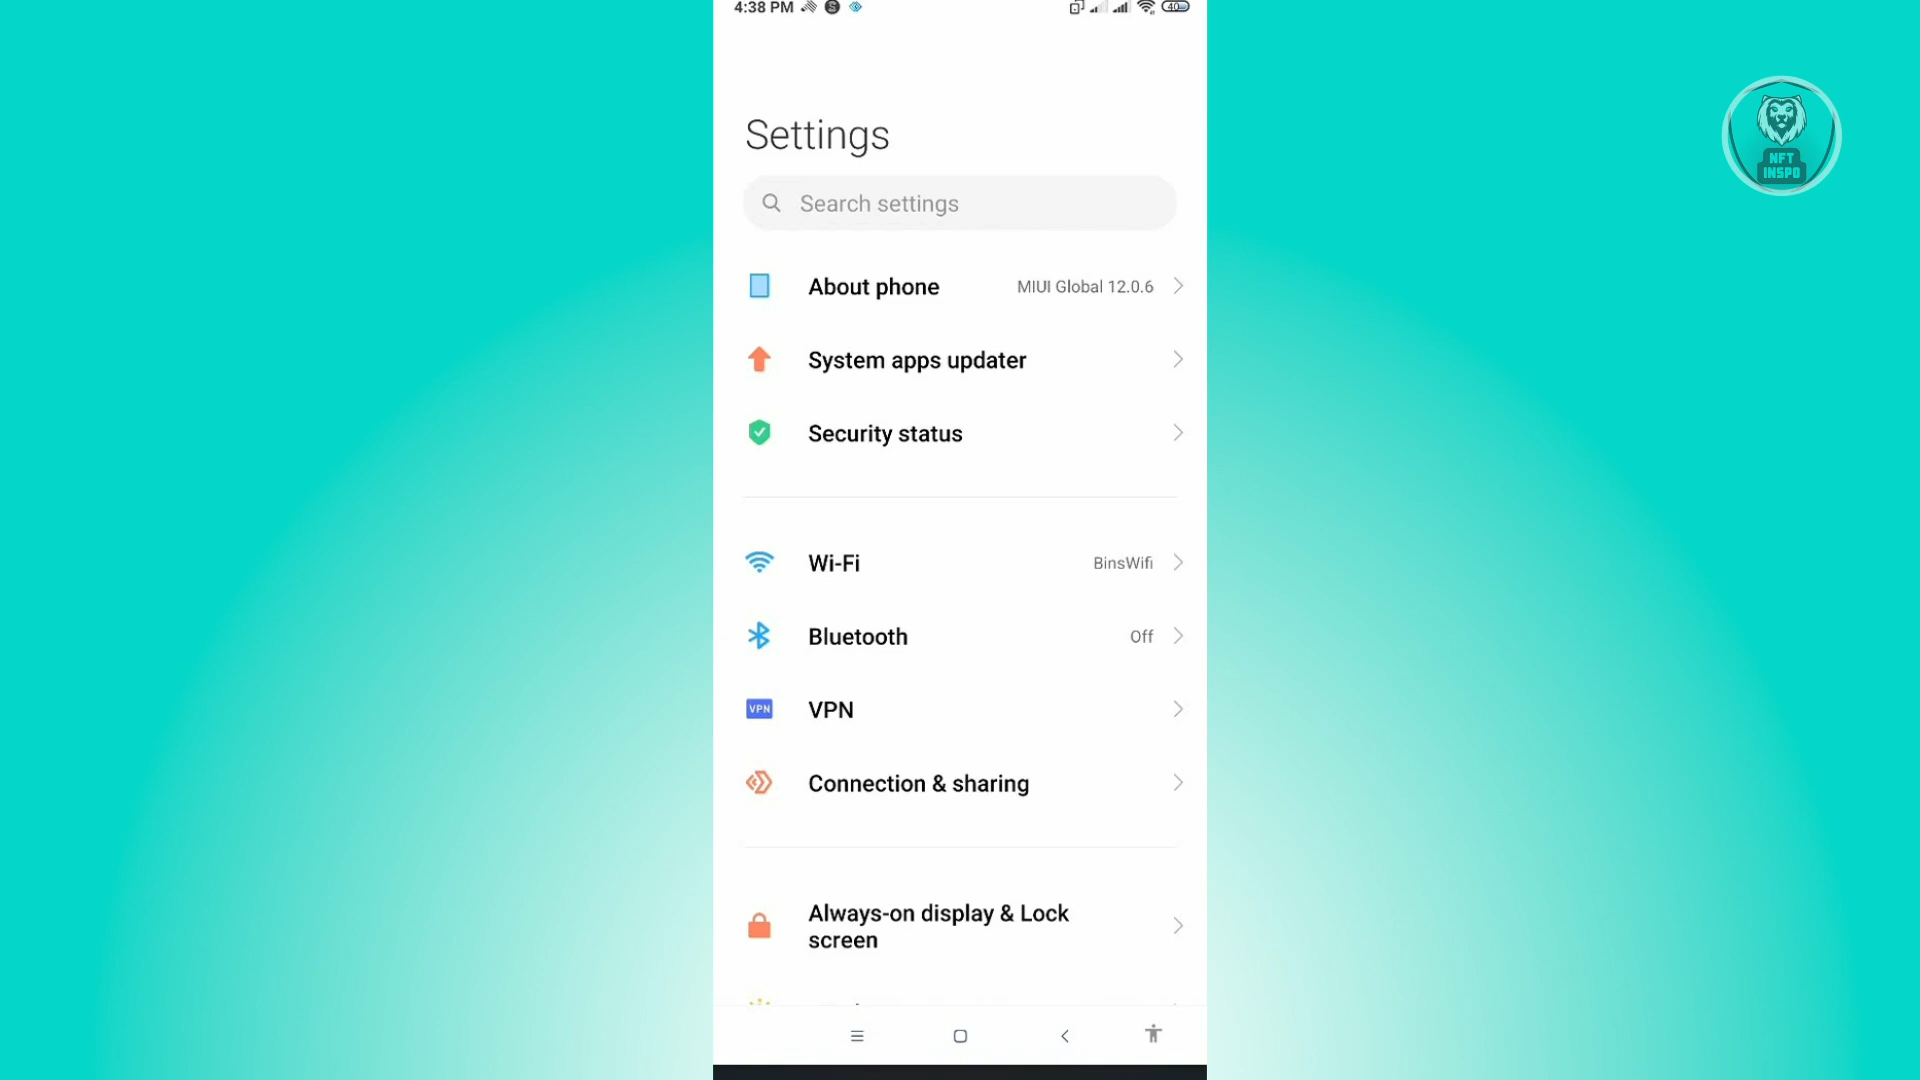 4:38 PM
40
NFT
INSPO
Settings
Search settings
About phone MIUI Global 12.0.6
System apps updater
Security status
Wi-Fi BinsWifi
Bluetooth Off
VPN VPN
Connection & sharing
Always-on display & Lock
screen